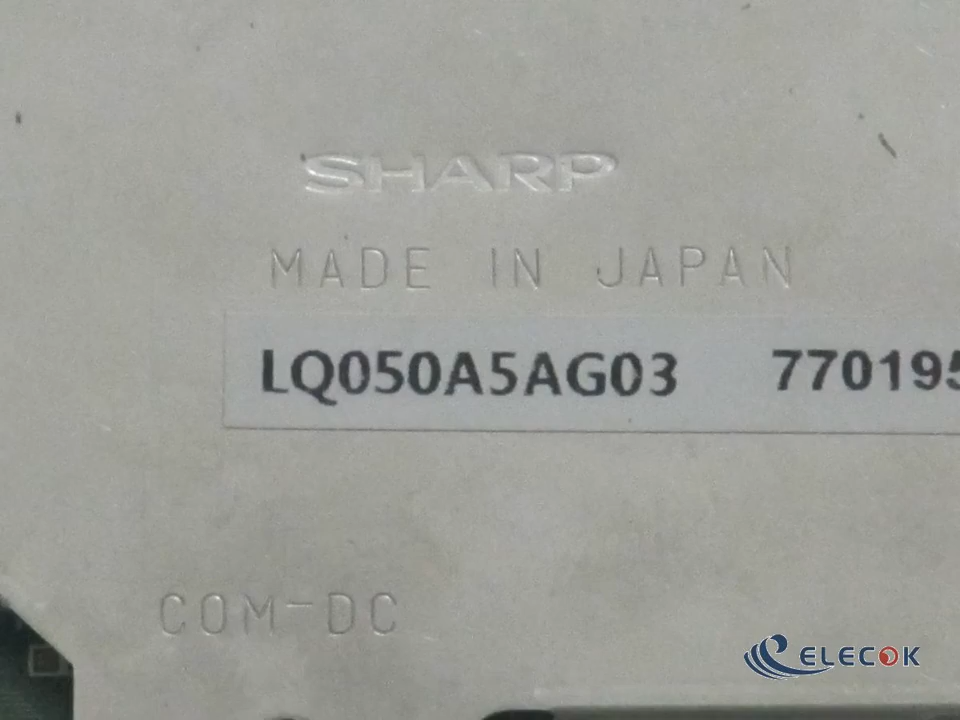 SHARP
MADE IN JAPAN
LQ050A5AG03 770195
COM-DC
ELECOK